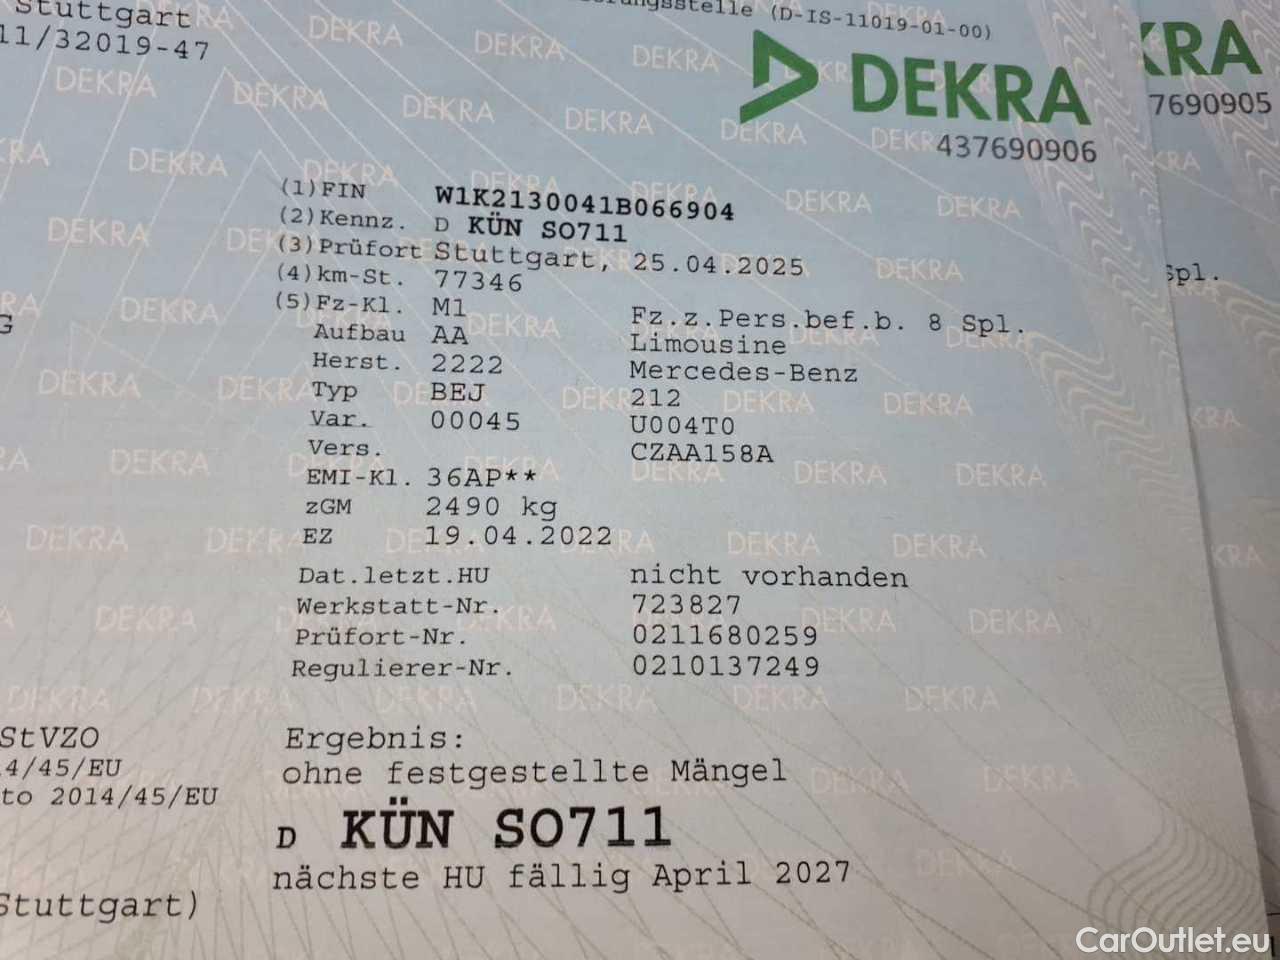 Stuttgart
11/32019-47
(D-IS-11019-01-00)
DEKRA
437690906
KRA
7690905
(1)FIN W1K2130041B066904
(2)Kennz. D KÜN SO711
(3)Prüfort Stuttgart, 25.04.2025
(4)km-St. 77346
(5)Fz-Kl. M1 Fz.z.Pers.bef.b. 8 Spl.
Aufbau AA Limousine
Herst. 2222 Mercedes-Benz
Typ BEJ 212
Var. 00045 U004T0
Vers. CZAA158A
EMI-Kl. 36AP**
zGM 2490 kg
EZ 19.04.2022
Dat.letzt.HU nicht vorhanden
Werkstatt-Nr. 723827
Prüfort-Nr. 0211680259
Regulierer-Nr. 0210137249
Spl.
G
StVZO
14/45/EU
to 2014/45/EU
Stuttgart)
Ergebnis:
ohne festgestellte Mängel
D KÜN SO711
nächste HU fällig April 2027
CarOutlet.eu